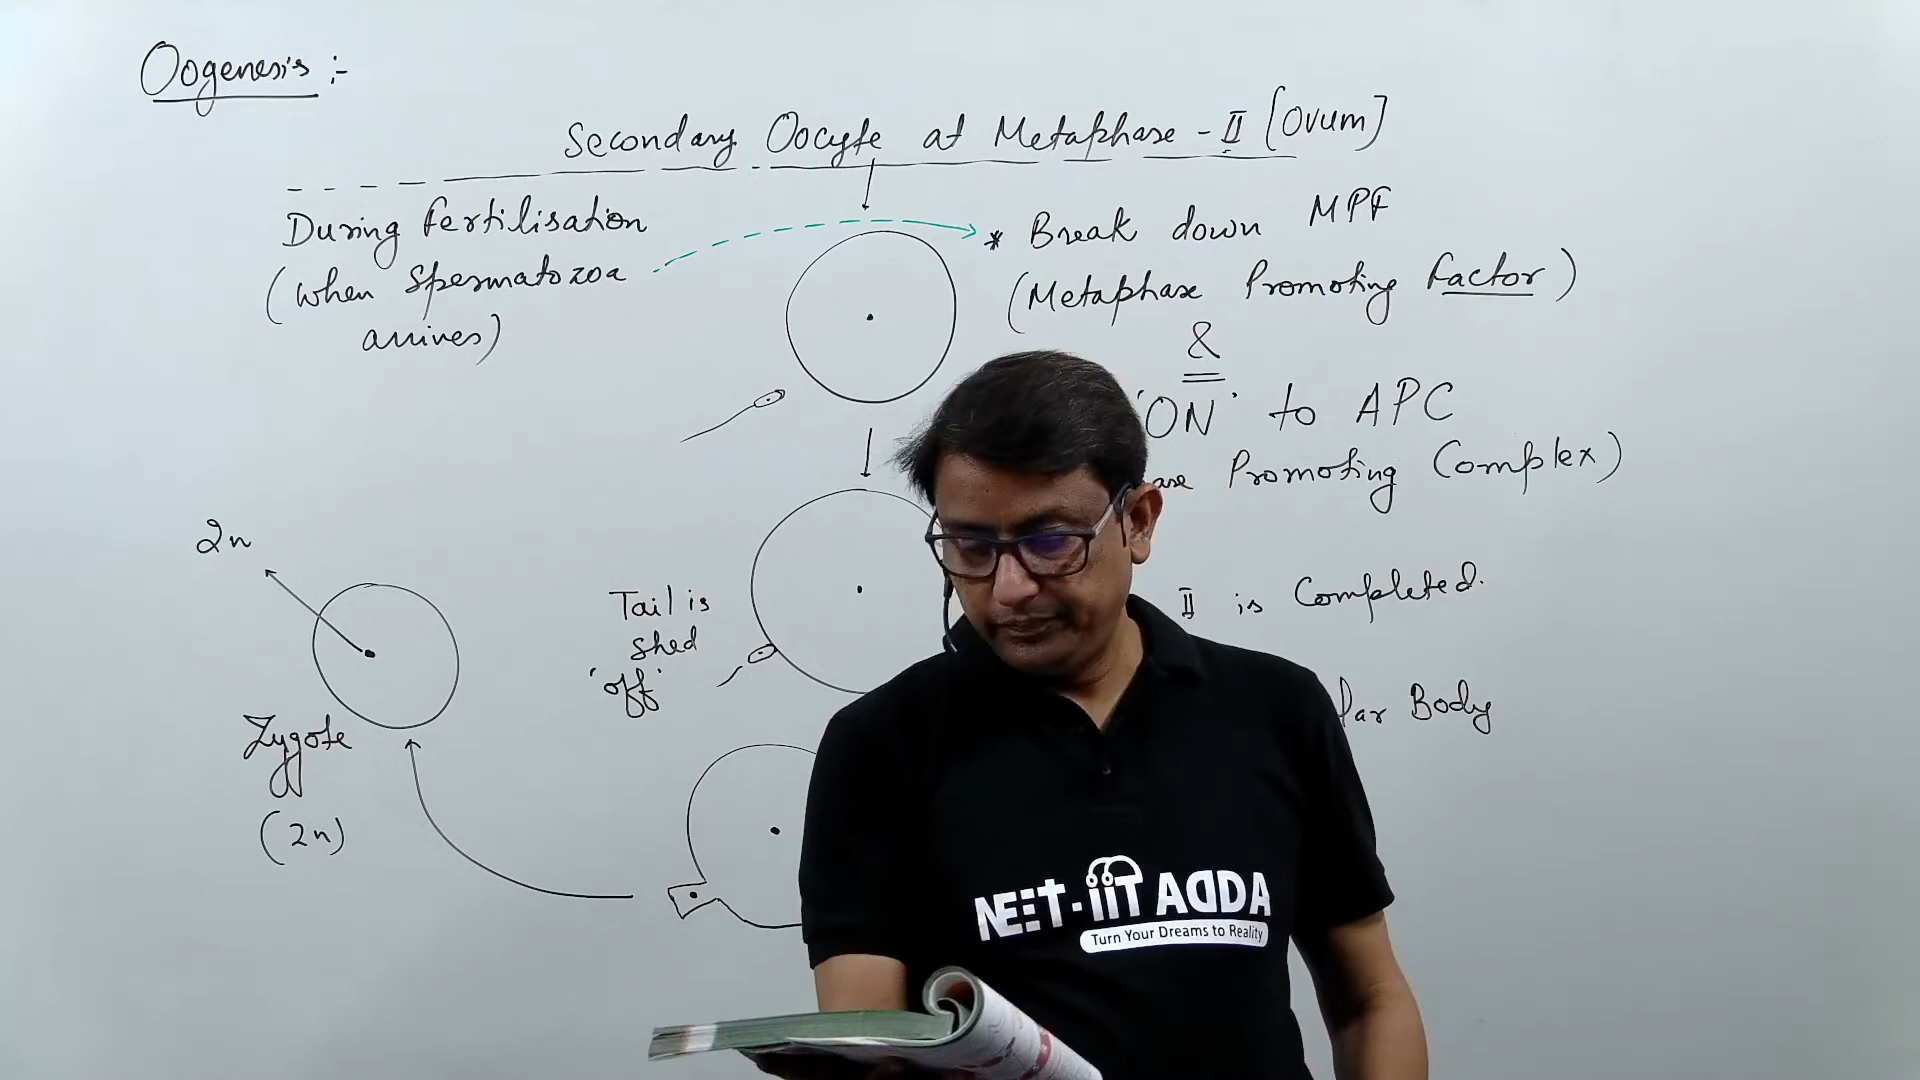 Oogenesis :-
Secondary Oocyte at Metaphase - II [Ovum]
During fertilisation
(when Spermatozoa
arrives)
* Break down MPF
(Metaphase Promoting Factor)
&
'ON' to APC
Promoting Complex)
II is Completed.
Body
Tail is
shed
'off'
2n
Zygote
(2n)
NEET-IIT ADDA
Turn Your Dreams to Reality